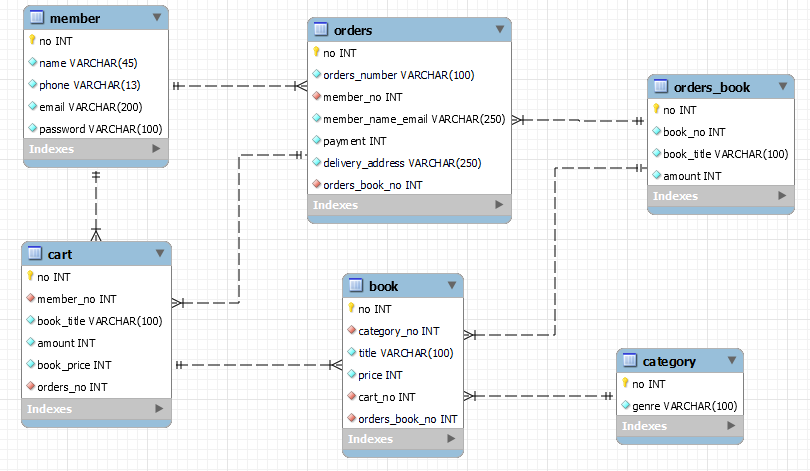 member
no INT
name VARCHAR(45)
phone VARCHAR(13)
email VARCHAR(200)
password VARCHAR(100)
Indexes
orders
no INT
orders_number VARCHAR(100)
member_no INT
member_name_email VARCHAR(250)
payment INT
delivery_address VARCHAR(250)
orders_book_no INT
Indexes
orders_book
no INT
book_no INT
book_title VARCHAR(100)
amount INT
Indexes
cart
no INT
member_no INT
book_title VARCHAR(100)
amount INT
book_price INT
orders_no INT
Indexes
book
no INT
category_no INT
title VARCHAR(100)
price INT
cart_no INT
orders_book_no INT
Indexes
category
no INT
genre VARCHAR(100)
Indexes